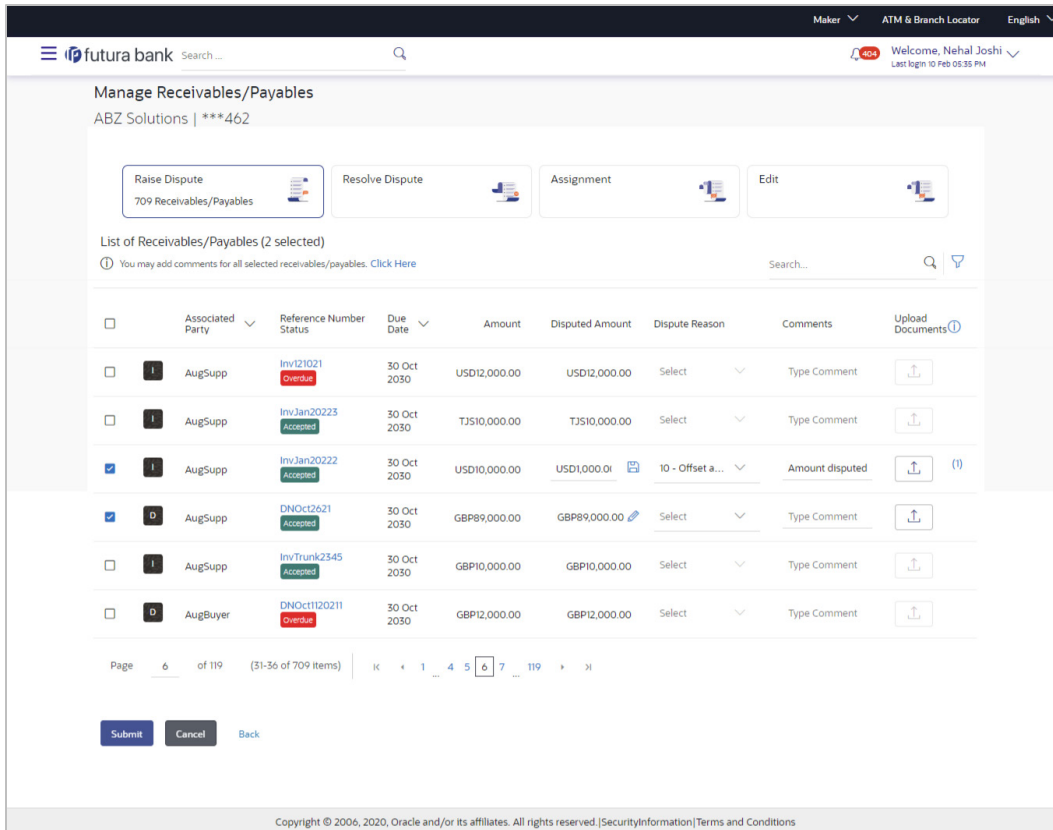 Maker ATM & Branch Locator English
futura bank Search ... 404 Welcome, Nehal Joshi
Last login 10 Feb 05:35 PM
Manage Receivables/Payables
ABZ Solutions | ***462
Raise Dispute Resolve Dispute Assignment Edit
709 Receivables/Payables
List of Receivables/Payables (2 selected)
You may add comments for all selected receivables/payables. Click Here Search...
Associated Party Reference Number Status Due Date Amount Disputed Amount Dispute Reason Comments Upload Documents
I AugSupp Inv121021 Overdue 30 Oct 2030 USD12,000.00 USD12,000.00 Select Type Comment
I AugSupp InvJan20223 Accepted 30 Oct 2030 TJS10,000.00 TJS10,000.00 Select Type Comment
I AugSupp InvJan20222 Accepted 30 Oct 2030 USD10,000.00 USD1,000.0( 10 - Offset a... Amount disputed (1)
D AugSupp DNOct2621 Accepted 30 Oct 2030 GBP89,000.00 GBP89,000.00 Select Type Comment
I AugSupp InvTrunk2345 Accepted 30 Oct 2030 GBP10,000.00 GBP10,000.00 Select Type Comment
D AugBuyer DNOct1120211 Overdue 30 Oct 2030 GBP12,000.00 GBP12,000.00 Select Type Comment
Page 6 of 119 (31-36 of 709 items) 1 ... 4 5 6 7 ... 119
Submit Cancel Back
Copyright © 2006, 2020, Oracle and/or its affiliates. All rights reserved.|SecurityInformation|Terms and Conditions